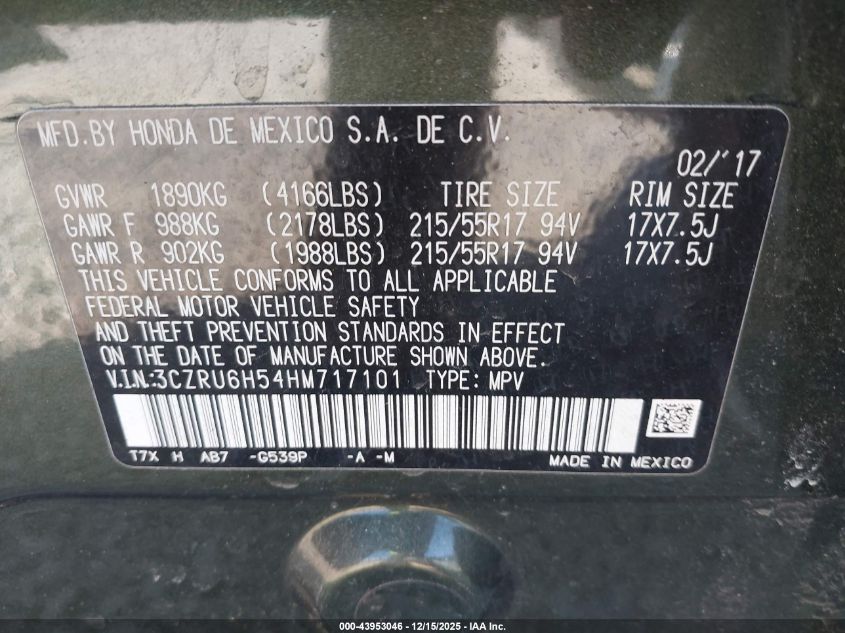 MFD.BY HONDA DE MEXICO S.A. DE C.V.
02/'17
GVWR 1890KG (4166LBS) TIRE SIZE RIM SIZE
GAWR F 988KG (2178LBS) 215/55R17 94V 17X7.5J
GAWR R 902KG (1988LBS) 215/55R17 94V 17X7.5J
THIS VEHICLE CONFORMS TO ALL APPLICABLE
FEDERAL MOTOR VEHICLE SAFETY
AND THEFT PREVENTION STANDARDS IN EFFECT
ON THE DATE OF MANUFACTURE SHOWN ABOVE.
V.I.N:3CZRU6H54HM717101 TYPE: MPV
T7X H AB7 -G539P -A -M
MADE IN MEXICO
000-43953046 - 12/15/2025 - IAA Inc.